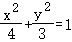 x²/4 + y²/3 = 1